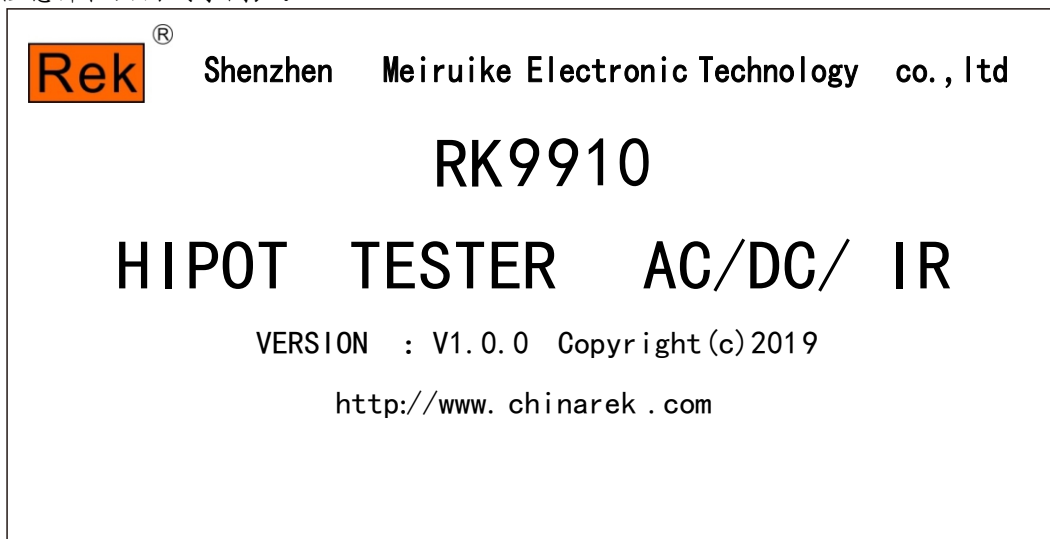 Rek ® Shenzhen Meiruike Electronic Technology co.,ltd
RK9910
HIPOT TESTER AC/DC/ IR
VERSION : V1.0.0 Copyright(c)2019
http://www.chinarek.com